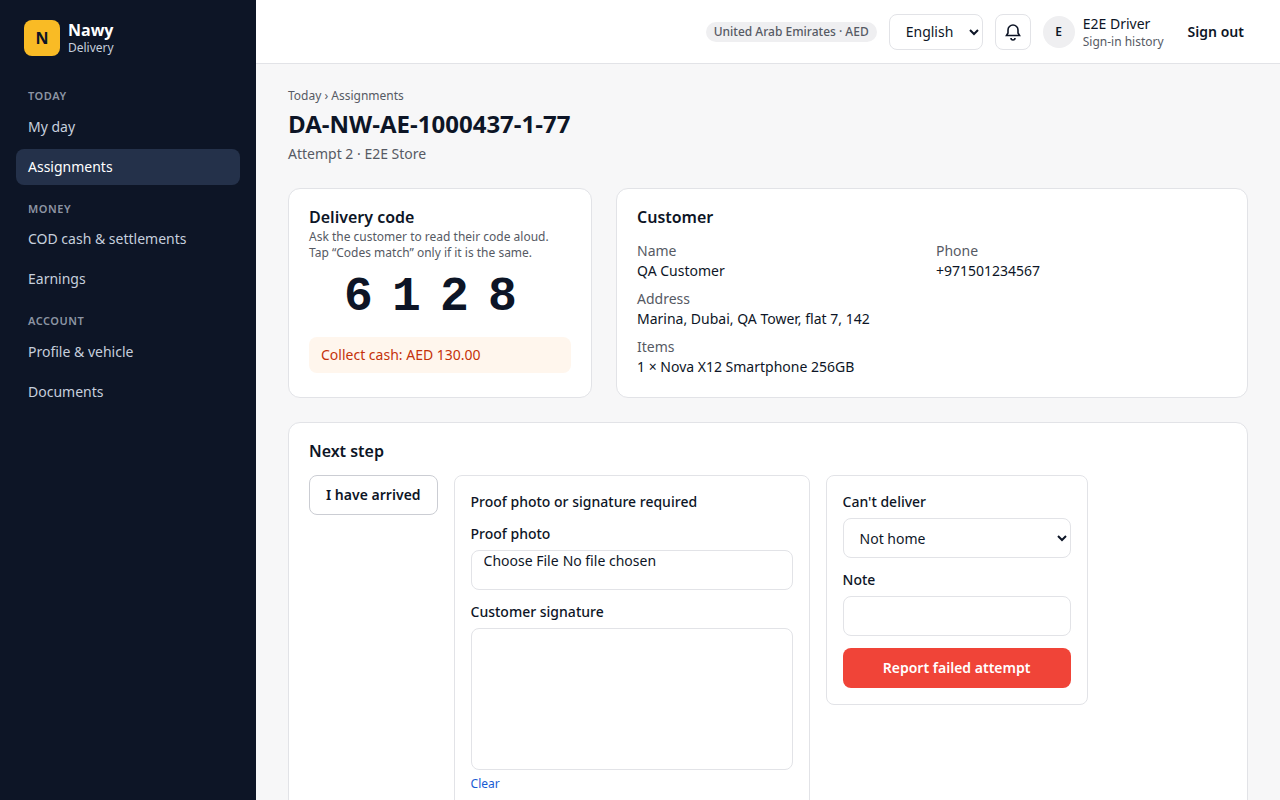 N
Nawy
Delivery
United Arab Emirates · AED
English
E
E2E Driver
Sign-in history
Sign out
TODAY
My day
Assignments
MONEY
COD cash & settlements
Earnings
ACCOUNT
Profile & vehicle
Documents
Today › Assignments
DA-NW-AE-1000437-1-77
Attempt 2 · E2E Store
Delivery code
Ask the customer to read their code aloud.
Tap “Codes match” only if it is the same.
6128
Collect cash: AED 130.00
Customer
Name
QA Customer
Phone
+971501234567
Address
Marina, Dubai, QA Tower, flat 7, 142
Items
1 × Nova X12 Smartphone 256GB
Next step
I have arrived
Proof photo or signature required
Proof photo
Choose File No file chosen
Customer signature
Clear
Can't deliver
Not home
Note
Report failed attempt